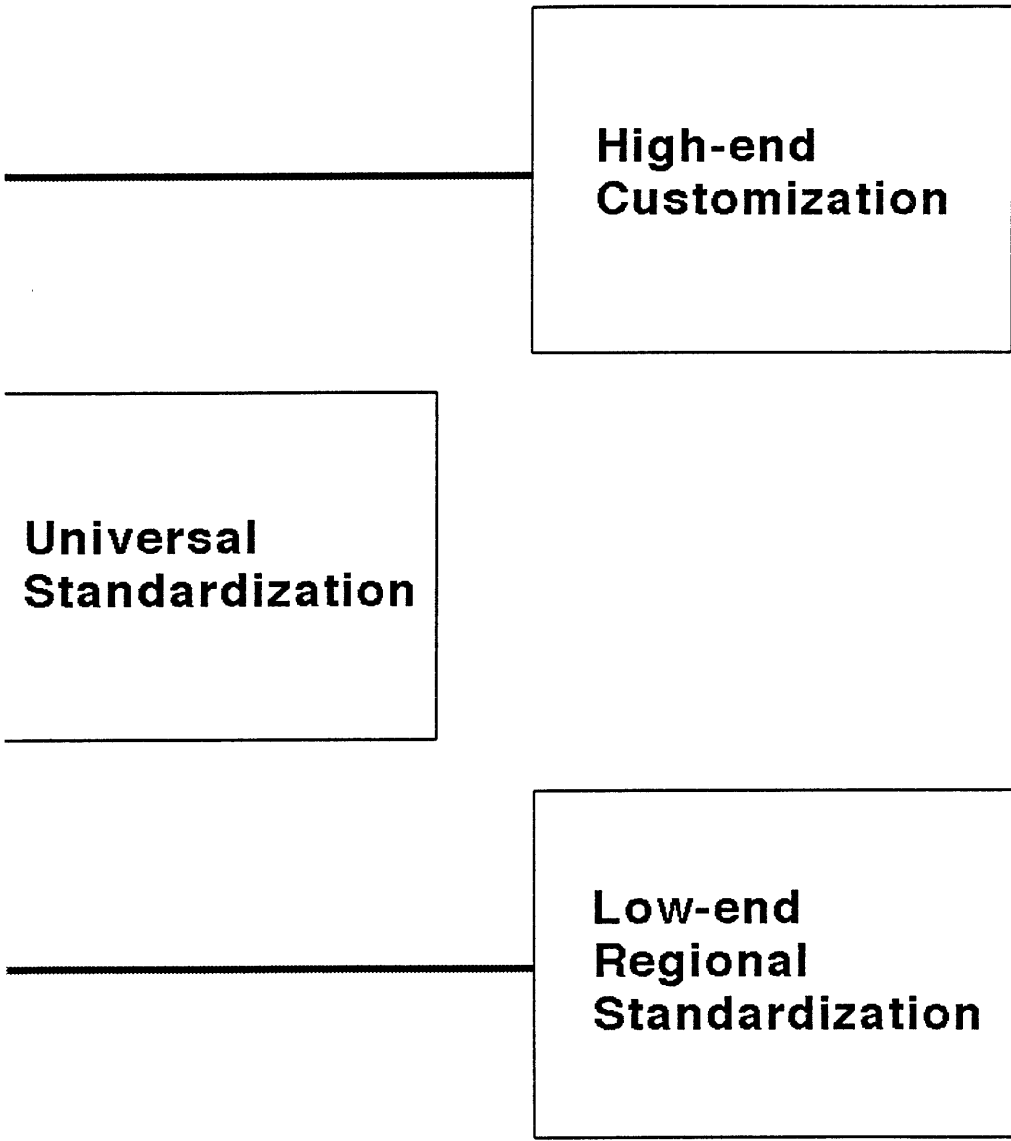 High-end
Customization
Universal
Standardization
Low-end
Regional
Standardization